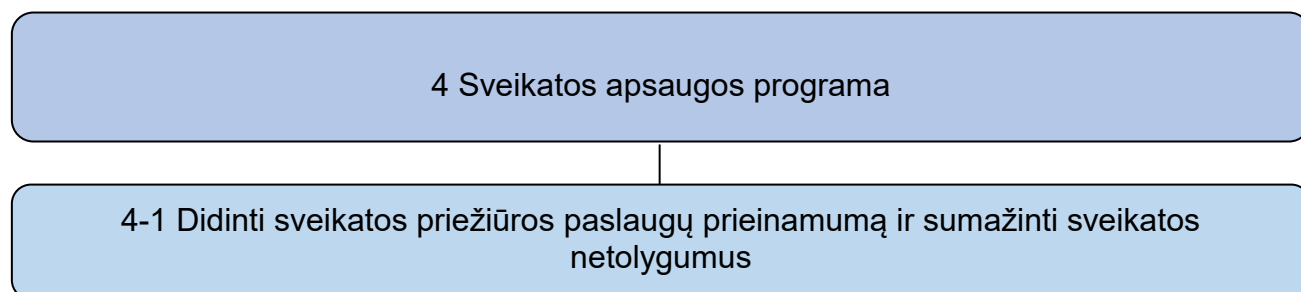 4 Sveikatos apsaugos programa
4-1 Didinti sveikatos priežiūros paslaugų prieinamumą ir sumažinti sveikatos
netolygumus